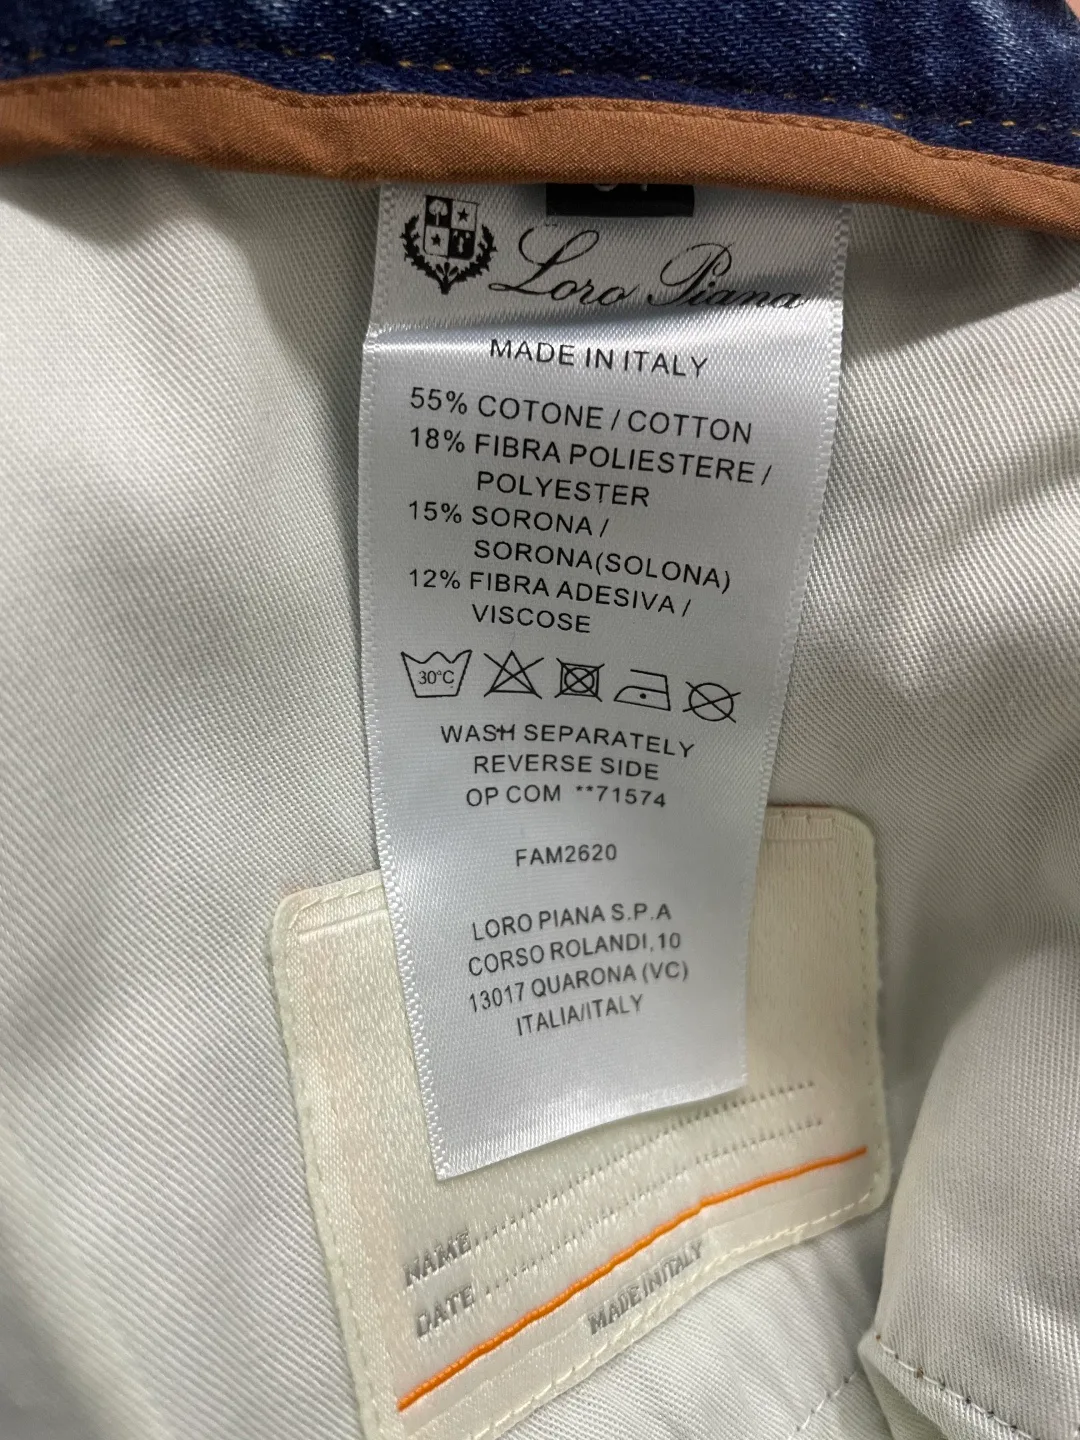 Loro Piana
MADE IN ITALY
55% COTONE / COTTON
18% FIBRA POLIESTERE /
POLYESTER
15% SORONA /
SORONA(SOLONA)
12% FIBRA ADESIVA /
VISCOSE
30°C
WASH SEPARATELY
REVERSE SIDE
OP COM **71574
FAM2620
LORO PIANA S.P.A
CORSO ROLANDI,10
13017 QUARONA (VC)
ITALIA/ITALY
NAME
DATE
MADE IN ITALY